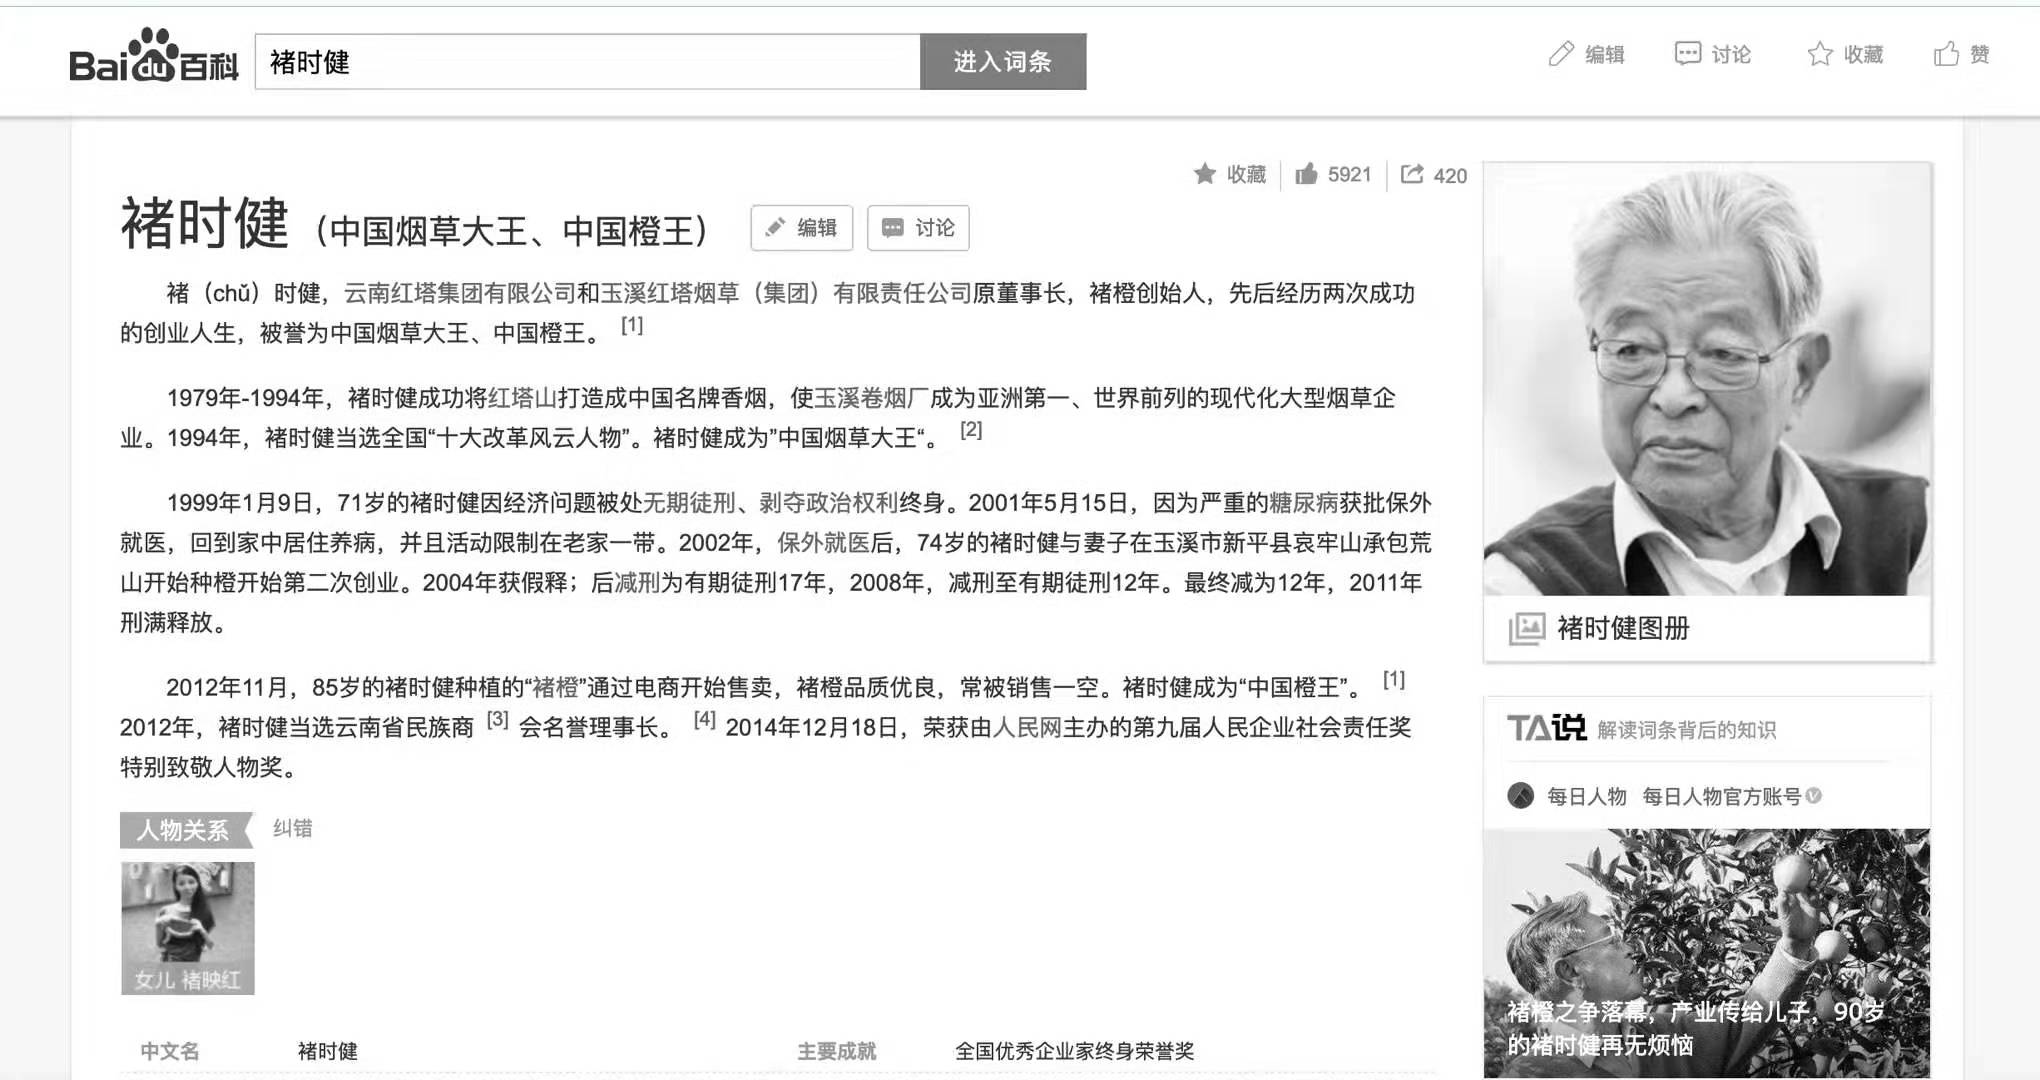 Baidu百科
褚时健
进入词条
编辑
讨论
收藏
赞
收藏
5921
420
褚时健（中国烟草大王、中国橙王）
编辑
讨论
褚（chǔ）时健，云南红塔集团有限公司和玉溪红塔烟草（集团）有限责任公司原董事长，褚橙创始人，先后经历两次成功
的创业人生，被誉为中国烟草大王、中国橙王。 [1]
1979年-1994年，褚时健成功将红塔山打造成中国名牌香烟，使玉溪卷烟厂成为亚洲第一、世界前列的现代化大型烟草企
业。1994年，褚时健当选全国“十大改革风云人物”。褚时健成为”中国烟草大王“。 [2]
1999年1月9日，71岁的褚时健因经济问题被处无期徒刑、剥夺政治权利终身。2001年5月15日，因为严重的糖尿病获批保外
就医，回到家中居住养病，并且活动限制在老家一带。2002年，保外就医后，74岁的褚时健与妻子在玉溪市新平县哀牢山承包荒
山开始种橙开始第二次创业。2004年获假释；后减刑为有期徒刑17年，2008年，减刑至有期徒刑12年。最终减为12年，2011年
刑满释放。
2012年11月，85岁的褚时健种植的“褚橙”通过电商开始售卖，褚橙品质优良，常被销售一空。褚时健成为“中国橙王”。 [1]
2012年，褚时健当选云南省民族商 [3] 会名誉理事长。 [4] 2014年12月18日，荣获由人民网主办的第九届人民企业社会责任奖
特别致敬人物奖。
人物关系
纠错
女儿 褚映红
中文名
褚时健
主要成就
全国优秀企业家终身荣誉奖
褚时健图册
TA说 解读词条背后的知识
每日人物 每日人物官方账号
褚橙之争落幕，产业传给儿子，90岁
的褚时健再无烦恼